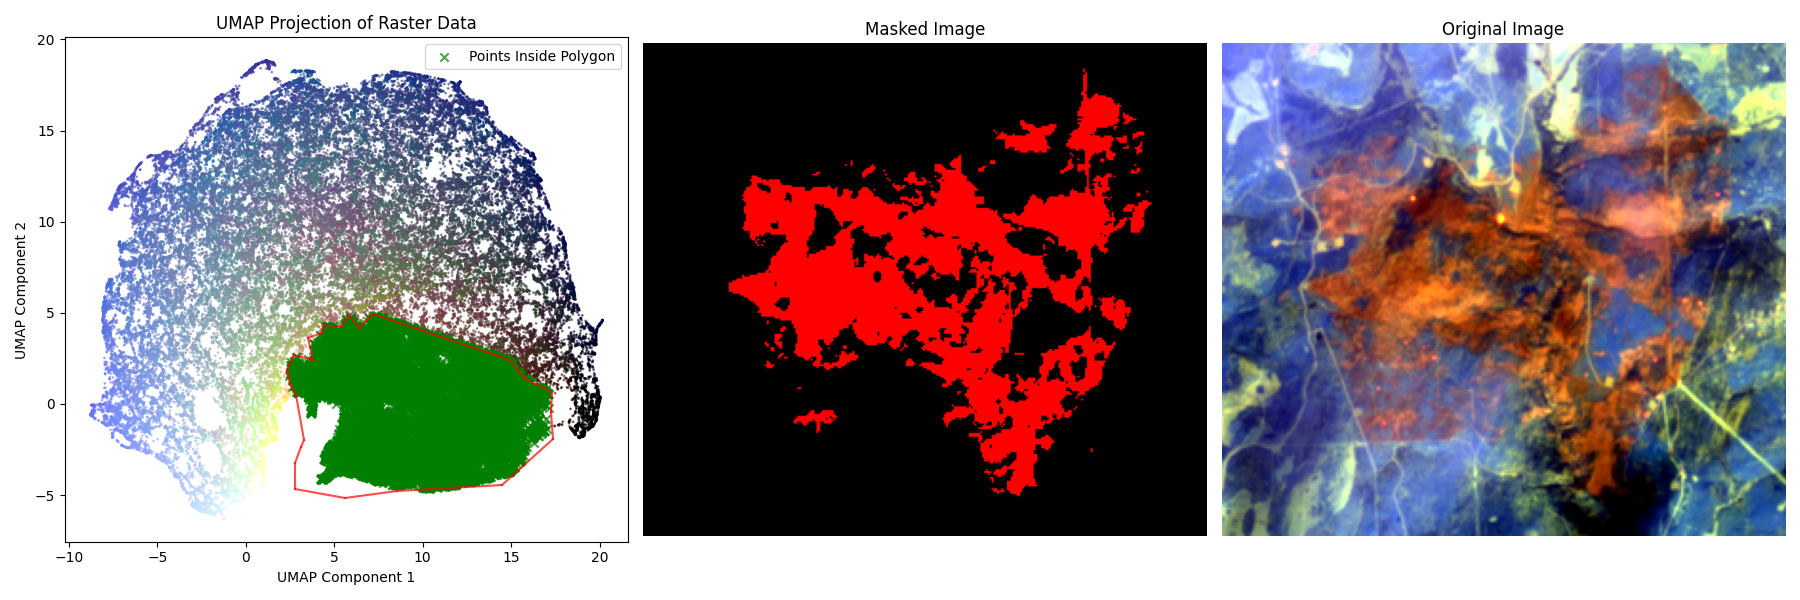 UMAP Projection of Raster Data
Masked Image
Original Image
Points Inside Polygon
UMAP Component 2
20
15
10
5
0
−5
−10
−5
0
5
10
15
20
UMAP Component 1